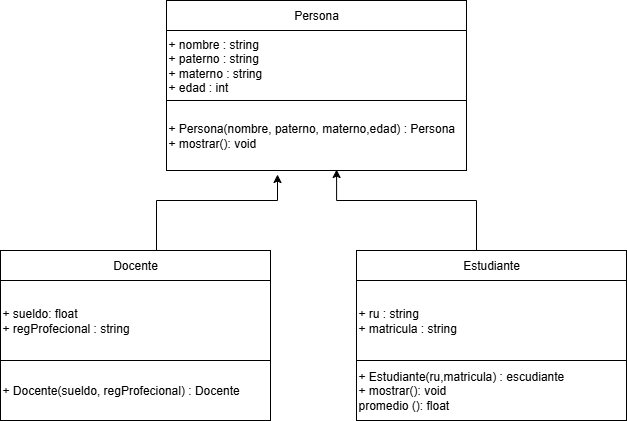 Persona
+ nombre : string
+ paterno : string
+ materno : string
+ edad : int
+ Persona(nombre, paterno, materno,edad) : Persona
+ mostrar(): void
Docente
+ sueldo: float
+ regProfecional : string
+ Docente(sueldo, regProfecional) : Docente
Estudiante
+ ru : string
+ matricula : string
+ Estudiante(ru,matricula) : escudiante
+ mostrar(): void
promedio (): float